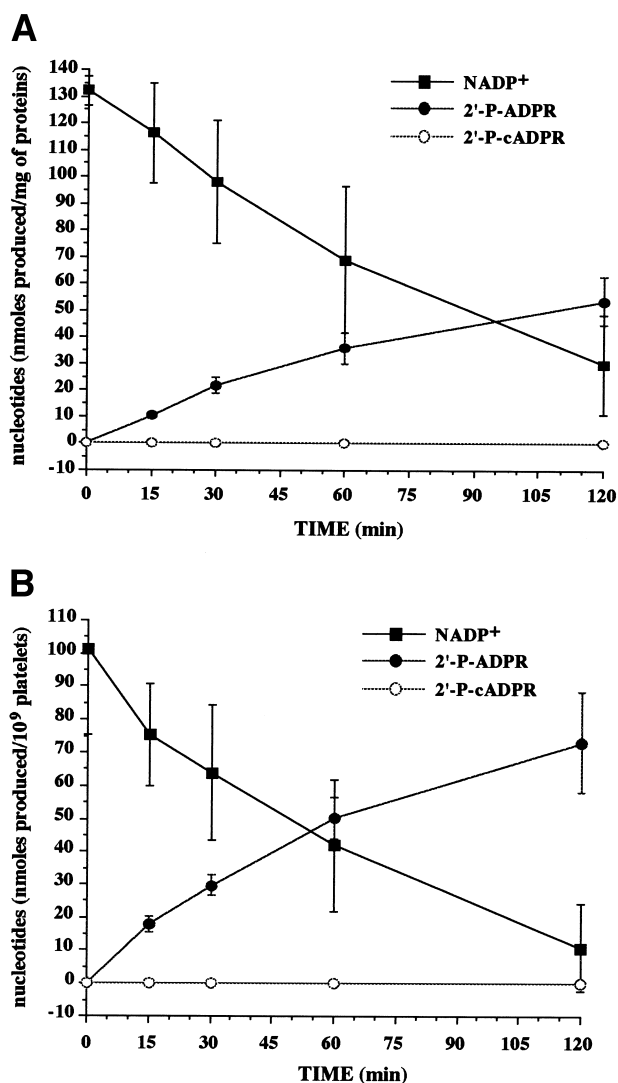 A
nucleotides (nmoles produced/mg of proteins)
140
130
120
110
100
90
80
70
60
50
40
30
20
10
0
-10
NADP+
2'-P-ADPR
2'-P-cADPR
0 15 30 45 60 75 90 105 120
TIME (min)
B
nucleotides (nmoles produced/10⁹ platelets)
110
100
90
80
70
60
50
40
30
20
10
0
-10
NADP+
2'-P-ADPR
2'-P-cADPR
0 15 30 45 60 75 90 105 120
TIME (min)